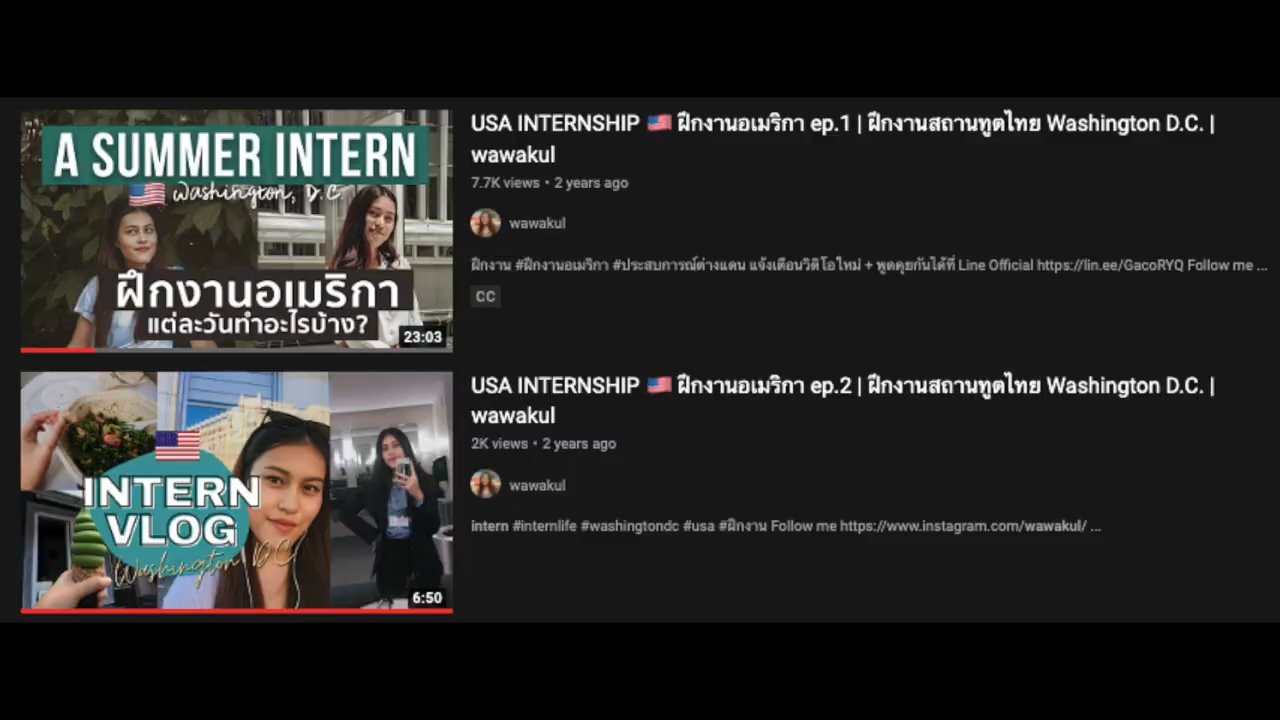 A SUMMER INTERN
Washington, D.C.
ฝึกงานอเมริกา
แต่ละวันทำอะไรบ้าง?
23:03
USA INTERNSHIP 🇺🇸 ฝึกงานอเมริกา ep.1 | ฝึกงานสถานทูตไทย Washington D.C. |
wawakul
7.7K views • 2 years ago
wawakul
ฝึกงาน #ฝึกงานอเมริกา #ประสบการณ์ต่างแดน แจ้งเตือนวิดีโอใหม่ + พูดคุยกันได้ที่ Line Official https://lin.ee/GacoRYQ Follow me ...
CC
INTERN
VLOG
Washington DC
6:50
USA INTERNSHIP 🇺🇸 ฝึกงานอเมริกา ep.2 | ฝึกงานสถานทูตไทย Washington D.C. |
wawakul
2K views • 2 years ago
wawakul
intern #internlife #washingtondc #usa #ฝึกงาน Follow me https://www.instagram.com/wawakul/ ...